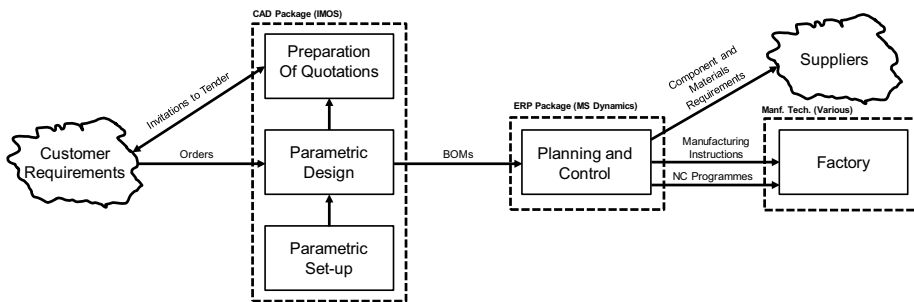 CAD Package (IMOS)
Preparation
Of Quotations
Invitations to Tender
Customer
Requirements
Orders
Parametric
Design
Parametric
Set-up
BOMs
ERP Package (MS Dynamics)
Planning and
Control
Component and
Materials
Requirements
Suppliers
Manf. Tech. (Various)
Manufacturing
Instructions
NC Programmes
Factory